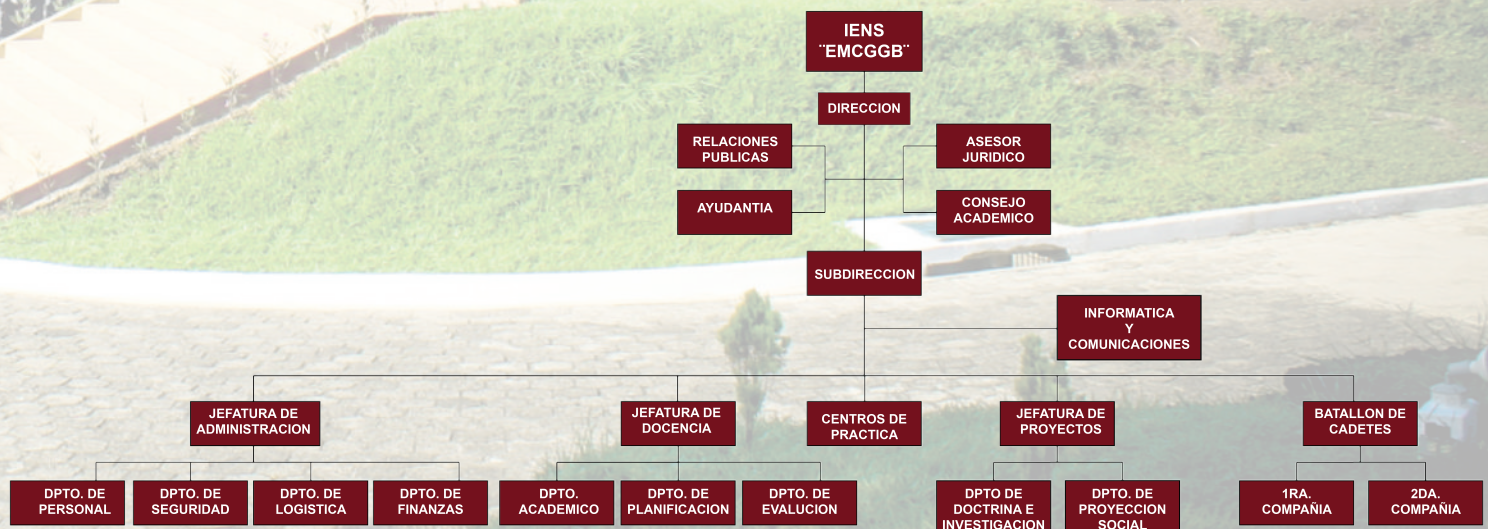 IENS
¨EMCGGB¨
DIRECCION
RELACIONES
PUBLICAS
ASESOR
JURIDICO
AYUDANTIA
CONSEJO
ACADEMICO
SUBDIRECCION
INFORMATICA
Y
COMUNICACIONES
JEFATURA DE
ADMINISTRACION
JEFATURA DE
DOCENCIA
CENTROS DE
PRACTICA
JEFATURA DE
PROYECTOS
BATALLON DE
CADETES
DPTO. DE
PERSONAL
DPTO. DE
SEGURIDAD
DPTO. DE
LOGISTICA
DPTO. DE
FINANZAS
DPTO.
ACADEMICO
DPTO. DE
PLANIFICACION
DPTO. DE
EVALUCION
DPTO DE
DOCTRINA E
INVESTIGACION
DPTO. DE
PROYECCION
SOCIAL
1RA.
COMPAÑIA
2DA.
COMPAÑIA